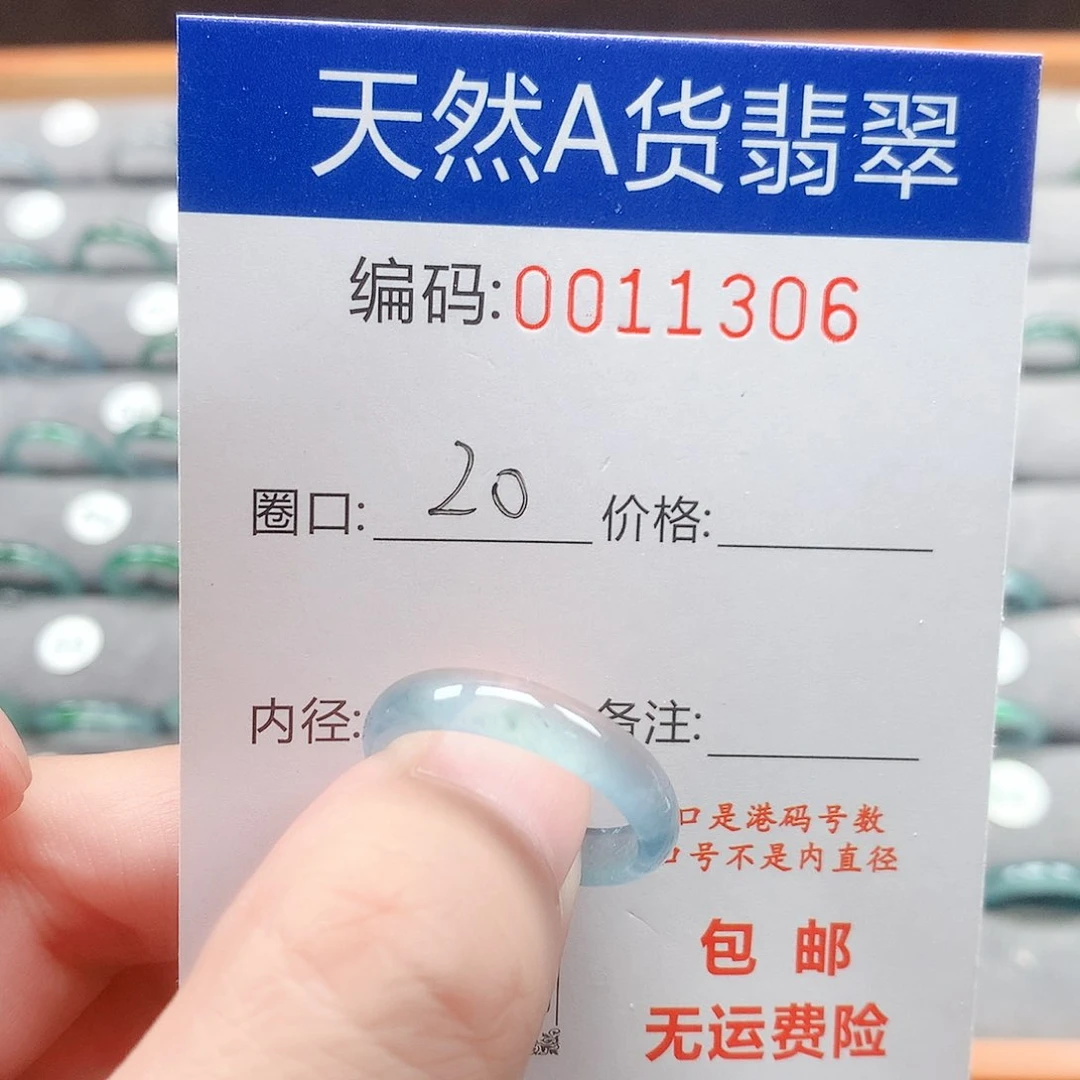 天然A货翡翠
编码:0011306
圈口: 20 价格:
内径: 备注:
口是港码号数
口号不是内直径
包 邮
无运费险